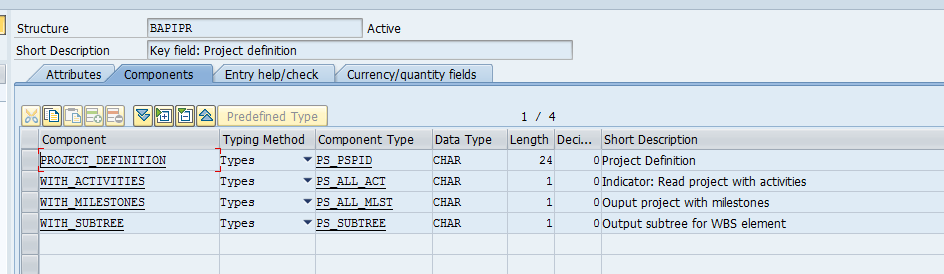 Structure BAPIPR Active
Short Description Key field: Project definition
Attributes Components Entry help/check Currency/quantity fields
Predefined Type 1 / 4
Component Typing Method Component Type Data Type Length Deci... Short Description
PROJECT_DEFINITION Types PS_PSPID CHAR 24 0 Project Definition
WITH_ACTIVITIES Types PS_ALL_ACT CHAR 1 0 Indicator: Read project with activities
WITH_MILESTONES Types PS_ALL_MLST CHAR 1 0 Ouput project with milestones
WITH_SUBTREE Types PS_SUBTREE CHAR 1 0 Output subtree for WBS element